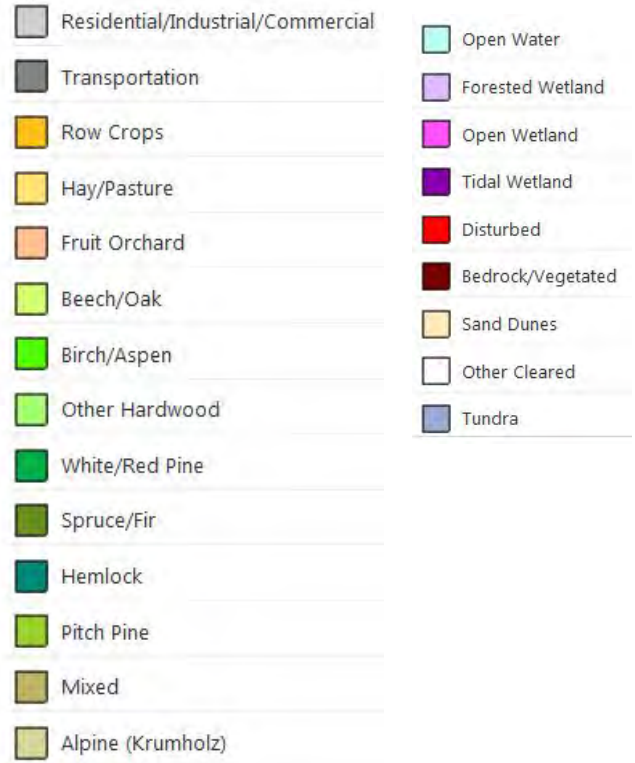 Residential/Industrial/Commercial
Transportation
Row Crops
Hay/Pasture
Fruit Orchard
Beech/Oak
Birch/Aspen
Other Hardwood
White/Red Pine
Spruce/Fir
Hemlock
Pitch Pine
Mixed
Alpine (Krumholz)
Open Water
Forested Wetland
Open Wetland
Tidal Wetland
Disturbed
Bedrock/Vegetated
Sand Dunes
Other Cleared
Tundra